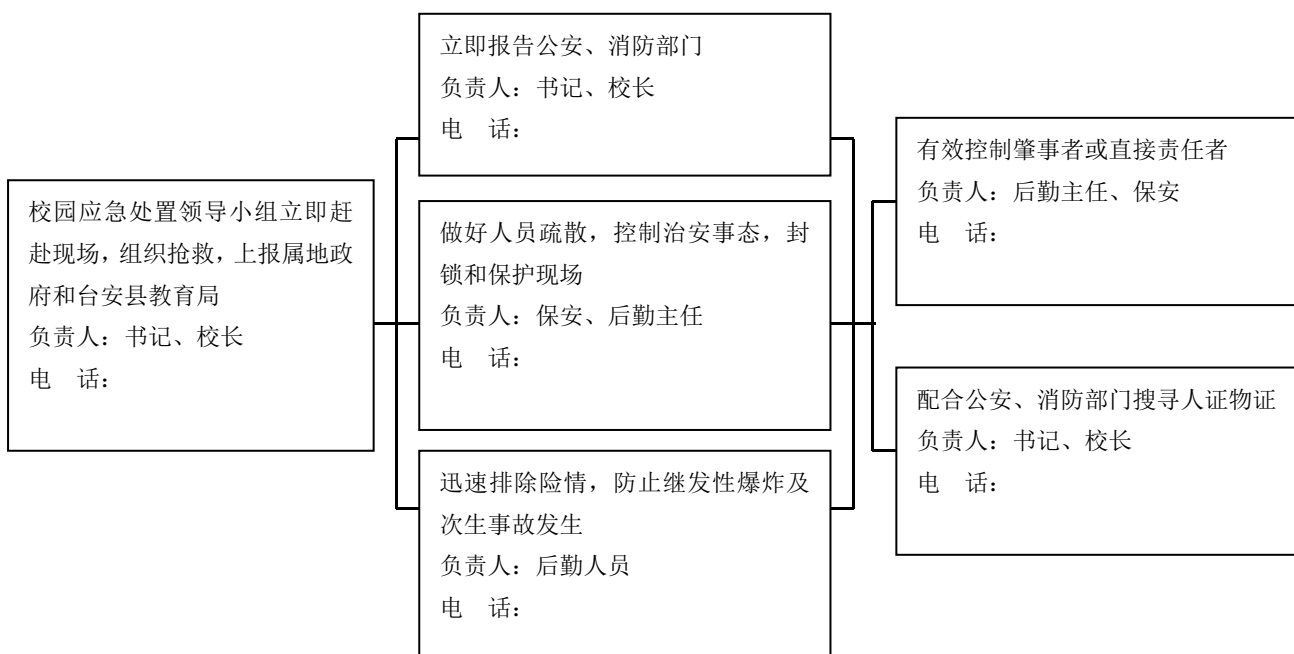 校园应急处置领导小组立即赶
赴现场，组织抢救，上报属地政
府和台安县教育局
负责人：书记、校长
电　话：
立即报告公安、消防部门
负责人：书记、校长
电　话：
做好人员疏散，控制治安事态，封
锁和保护现场
负责人：保安、后勤主任
电　话：
迅速排除险情，防止继发性爆炸及
次生事故发生
负责人：后勤人员
电　话：
有效控制肇事者或直接责任者
负责人：后勤主任、保安
电　话：
配合公安、消防部门搜寻人证物证
负责人：书记、校长
电　话：